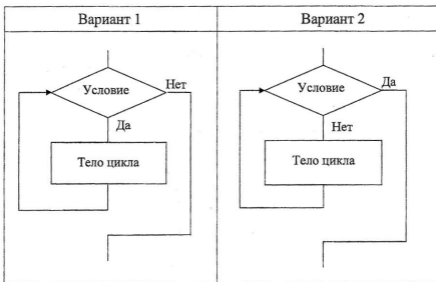 Вариант 1
Вариант 2
Условие
Нет
Да
Тело цикла
Условие
Да
Нет
Тело цикла